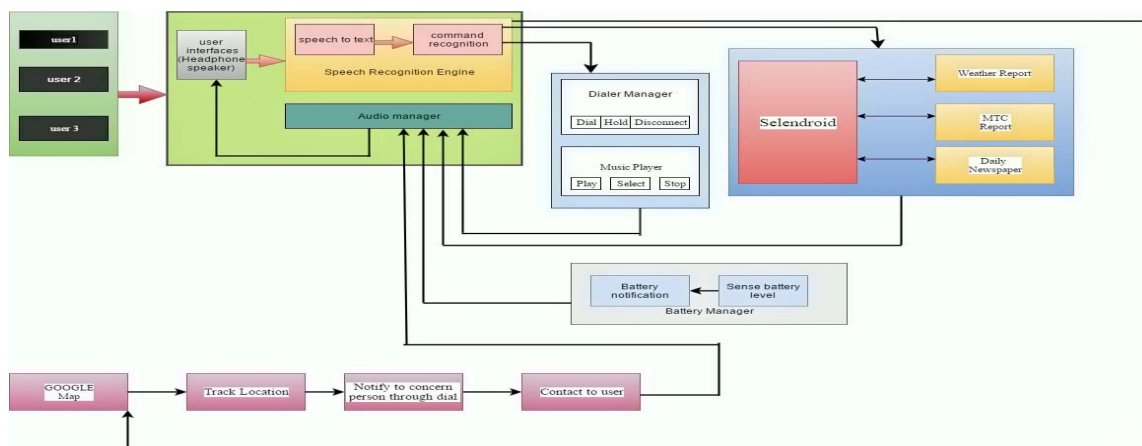 user1
user 2
user 3
user
interfaces
(Headphone
speaker)
speech to text
command
recognition
Speech Recognition Engine
Audio manager
Dialer Manager
Dial Hold Disconnect
Music Player
Play Select Stop
Selendroid
Weather Report
MTC
Report
Daily
Newspaper
Battery
notification
Sense battery
level
Battery Manager
GOOGLE
Map
Track Location
Notify to concern
person through dial
Contact to user